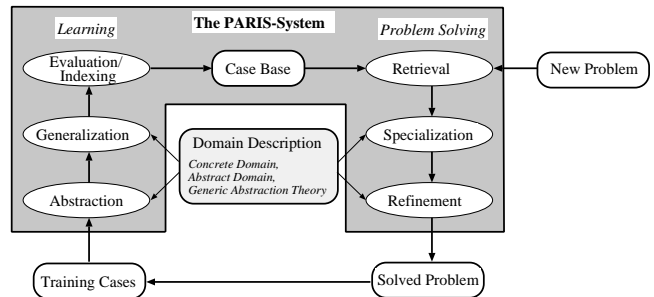 The PARIS-System
Learning
Problem Solving
Evaluation/
Indexing
Case Base
Retrieval
New Problem
Generalization
Domain Description
Concrete Domain,
Abstract Domain,
Generic Abstraction Theory
Specialization
Abstraction
Refinement
Training Cases
Solved Problem